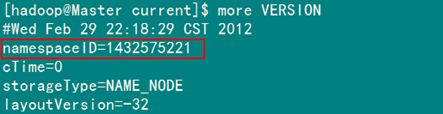 [hadoop@Master current]$ more VERSION
#Wed Feb 29 22:18:29 CST 2012
namespaceID=1432575221
cTime=0
storageType=NAME_NODE
layoutVersion=-32